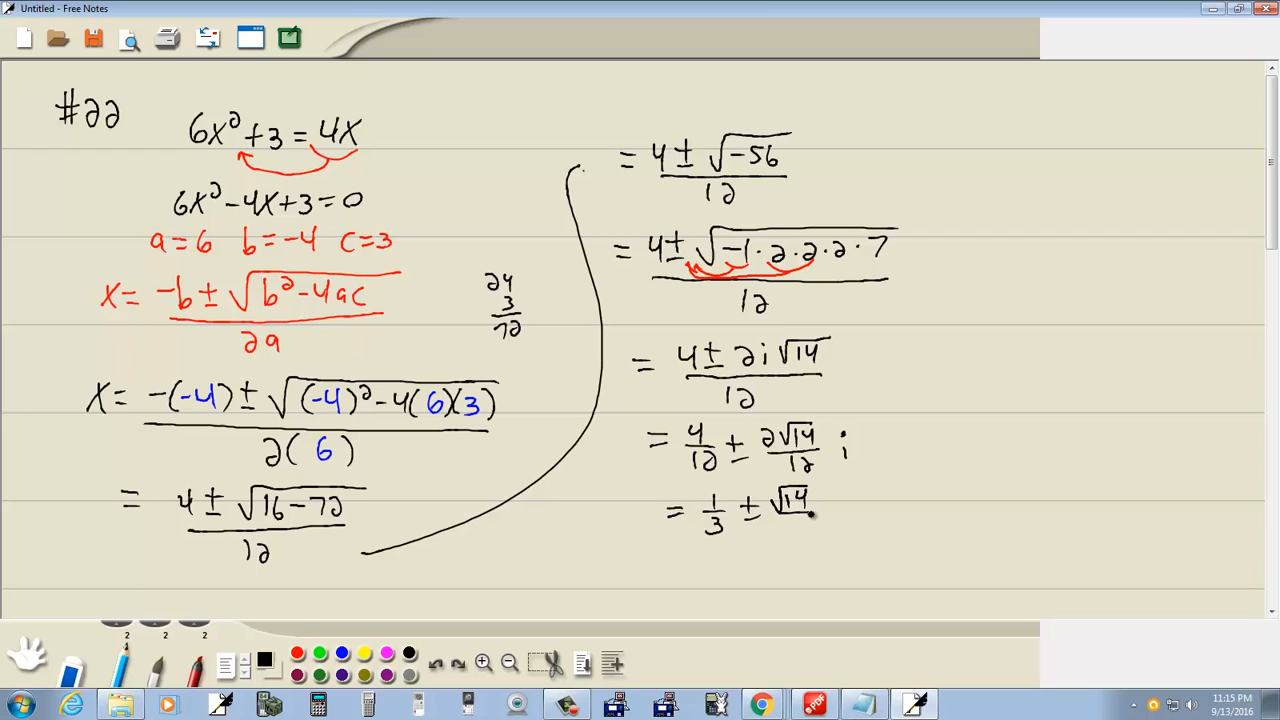 Untitled - Free Notes
#22
6x² + 3 = 4x
6x² - 4x + 3 = 0
a = 6 b = -4 c = 3
x = (-b ± √(b² - 4ac)) / 2a
24
3
72
x = (-(-4) ± √((-4)² - 4(6)(3))) / 2(6)
= (4 ± √(16 - 72)) / 12
= (4 ± √(-56)) / 12
= (4 ± √(-1 · 2 · 2 · 2 · 7)) / 12
= (4 ± 2i√14) / 12
= 4/12 ± 2√14/12 i
= 1/3 ± √14
2 2 2
11:15 PM
9/13/2016